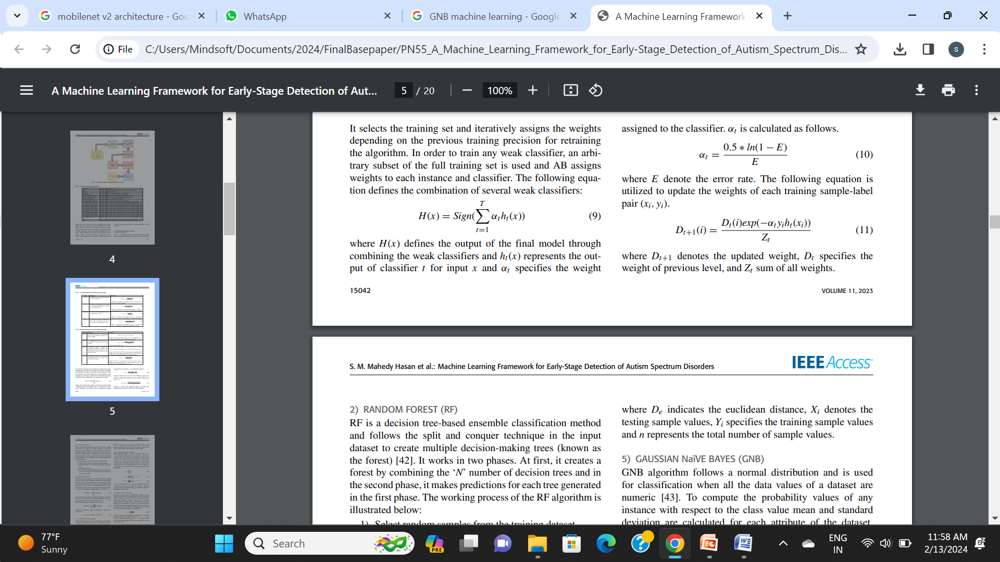 mobilenet v2 architecture - Goo
WhatsApp
GNB machine learning - Google
A Machine Learning Framework
File
C:/Users/Mindsoft/Documents/2024/FinalBasepaper/PN55_A_Machine_Learning_Framework_for_Early-Stage_Detection_of_Autism_Spectrum_Dis...
S
A Machine Learning Framework for Early-Stage Detection of Aut...
5 / 20
100%
4
5
It selects the training set and iteratively assigns the weights
depending on the previous training precision for retraining
the algorithm. In order to train any weak classifier, an arbi-
trary subset of the full training set is used and AB assigns
weights to each instance and classifier. The following equa-
tion defines the combination of several weak classifiers:
H(x) = Sign(∑_{t=1}^{T} α_t h_t(x)) (9)
where H(x) defines the output of the final model through
combining the weak classifiers and h_t(x) represents the out-
put of classifier t for input x and α_t specifies the weight
15042
assigned to the classifier. α_t is calculated as follows.
α_t = 0.5 ∗ ln(1 − E) / E (10)
where E denote the error rate. The following equation is
utilized to update the weights of each training sample-label
pair (x_i, y_i).
D_{t+1}(i) = D_t(i)exp(−α_t y_i h_t(x_i)) / Z_t (11)
where D_{t+1} denotes the updated weight, D_t specifies the
weight of previous level, and Z_t sum of all weights.
VOLUME 11, 2023
S. M. Mahedy Hasan et al.: Machine Learning Framework for Early-Stage Detection of Autism Spectrum Disorders
IEEE Access
2) RANDOM FOREST (RF)
RF is a decision tree-based ensemble classification method
and follows the split and conquer technique in the input
dataset to create multiple decision-making trees (known as
the forest) [42]. It works in two phases. At first, it creates a
forest by combining the ‘N’ number of decision trees and in
the second phase, it makes predictions for each tree generated
in the first phase. The working process of the RF algorithm is
illustrated below:
1) Select random samples from the training dataset.
where D_e indicates the euclidean distance, X_i denotes the
testing sample values, Y_i specifies the training sample values
and n represents the total number of sample values.
5) GAUSSIAN NaïVE BAYES (GNB)
GNB algorithm follows a normal distribution and is used
for classification when all the data values of a dataset are
numeric [43]. To compute the probability values of any
instance with respect to the class value mean and standard
deviation are calculated for each attribute of the dataset.
77°F
Sunny
Search
PRE
ENG
IN
11:58 AM
2/13/2024